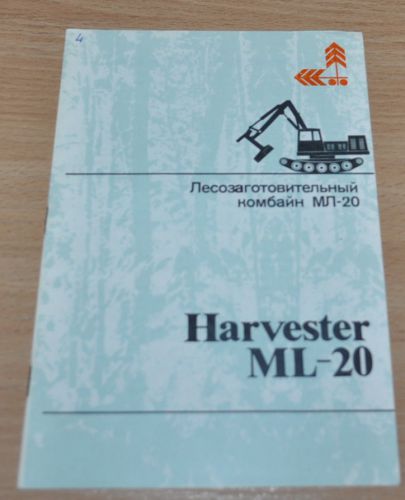 4
Лесозаготовительный
комбайн МЛ-20
Harvester
ML-20